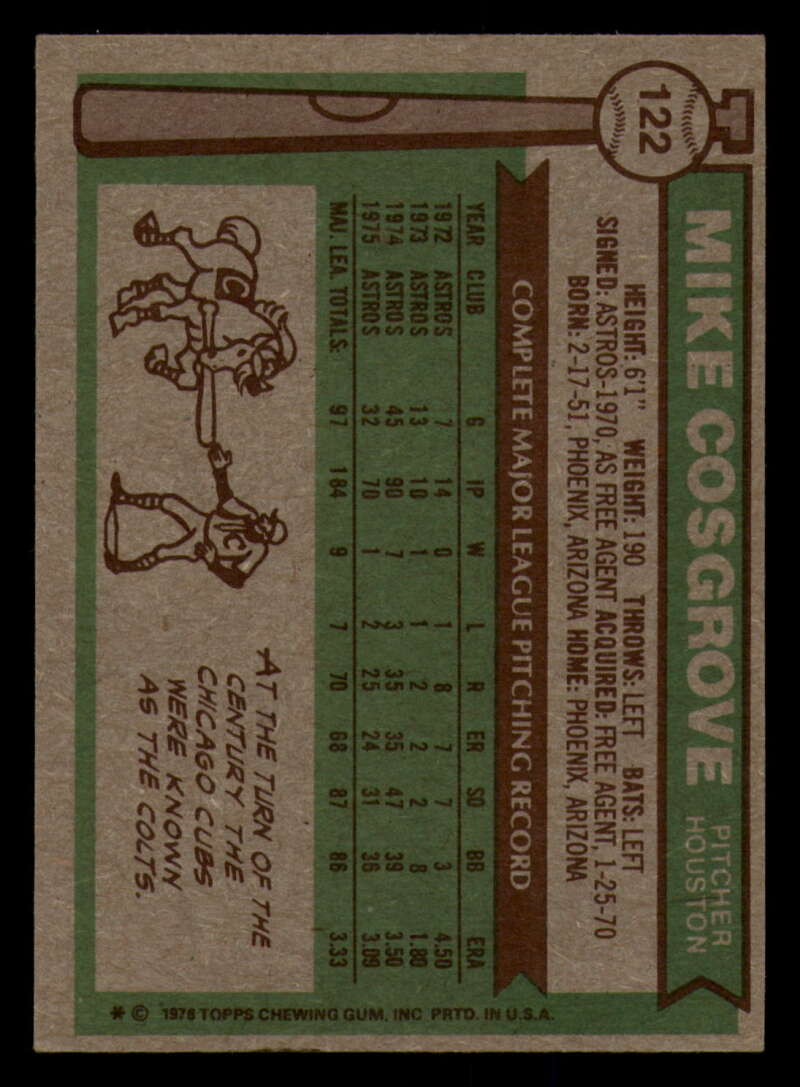 122
MIKE COSGROVE
PITCHER
HOUSTON
HEIGHT: 6'1" WEIGHT: 190 THROWS: LEFT BATS: LEFT
SIGNED: ASTROS-1970, AS FREE AGENT ACQUIRED: FREE AGENT, 1-25-70
BORN: 2-17-51, PHOENIX, ARIZONA HOME: PHOENIX, ARIZONA
COMPLETE MAJOR LEAGUE PITCHING RECORD
YEAR CLUB G IP W L R ER SO BB ERA
1972 ASTROS 7 14 0 1 8 7 7 3 4.50
1973 ASTROS 13 10 1 1 2 2 2 8 1.80
1974 ASTROS 45 90 7 3 35 35 47 39 3.50
1975 ASTROS 32 70 1 2 25 24 31 36 3.09
MAJ. LEA. TOTALS: 97 184 9 7 70 68 87 86 3.33
C
C
AT THE TURN OF THE
CENTURY THE
CHICAGO CUBS
WERE KNOWN
AS THE COLTS.
* © 1976 TOPPS CHEWING GUM, INC PRTD. IN U.S.A.